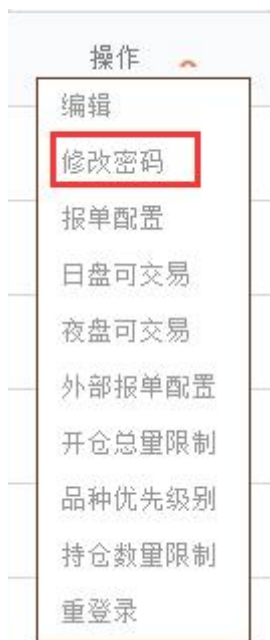 操作
编辑
修改密码
报单配置
日盘可交易
夜盘可交易
外部报单配置
开仓总量限制
品种优先级别
持仓数量限制
重登录